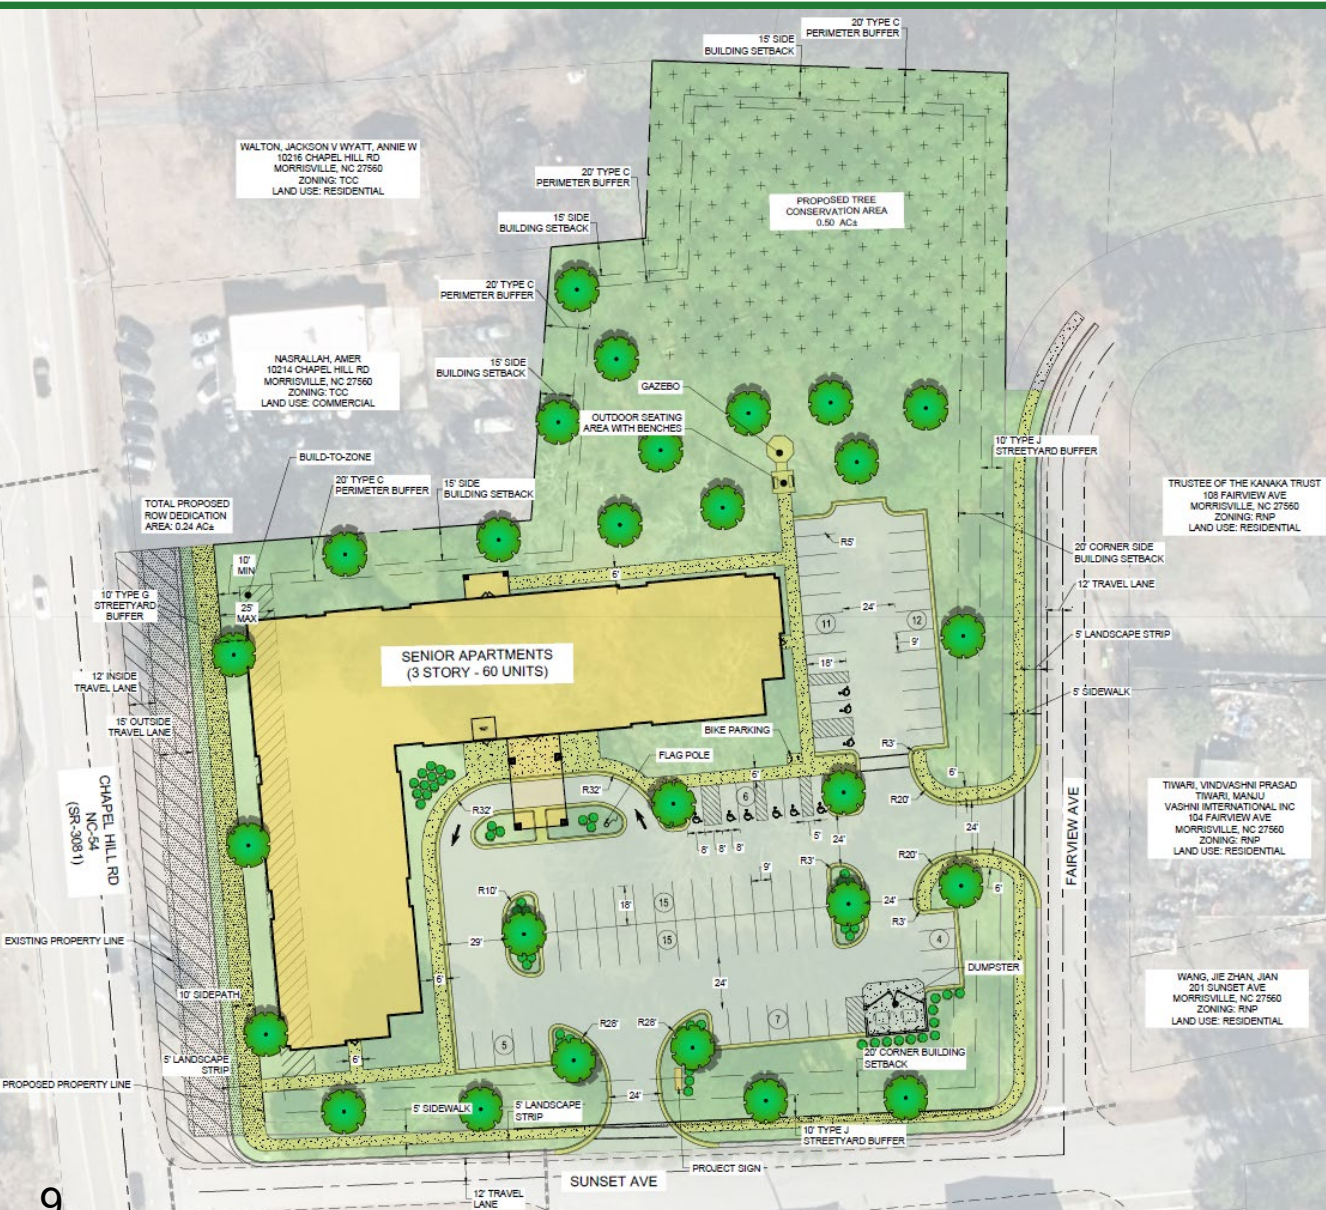 20' TYPE C
PERIMETER BUFFER
15' SIDE
BUILDING SETBACK
WALTON, JACKSON V WYATT, ANNIE W
10216 CHAPEL HILL RD
MORRISVILLE, NC 27560
ZONING: TCC
LAND USE: RESIDENTIAL
20' TYPE C
PERIMETER BUFFER
PROPOSED TREE
CONSERVATION AREA
0.50 AC±
15' SIDE
BUILDING SETBACK
20' TYPE C
PERIMETER BUFFER
NASRALLAH, AMER
10214 CHAPEL HILL RD
MORRISVILLE, NC 27560
ZONING: TCC
LAND USE: COMMERCIAL
15' SIDE
BUILDING SETBACK
GAZEBO
OUTDOOR SEATING
AREA WITH BENCHES
10' TYPE J
STREETYARD BUFFER
BUILD-TO-ZONE
20' TYPE C
PERIMETER BUFFER
15' SIDE
BUILDING SETBACK
TRUSTEE OF THE KANAKA TRUST
108 FAIRVIEW AVE
MORRISVILLE, NC 27560
ZONING: RNP
LAND USE: RESIDENTIAL
TOTAL PROPOSED
ROW DEDICATION
AREA: 0.24 AC±
R5'
20' CORNER SIDE
BUILDING SETBACK
10'
MIN
6'
12' TRAVEL LANE
10' TYPE G
STREETYARD
BUFFER
25'
MAX
24'
11
12
9'
5' LANDSCAPE STRIP
SENIOR APARTMENTS
(3 STORY - 60 UNITS)
18'
12' INSIDE
TRAVEL LANE
5' SIDEWALK
15' OUTSIDE
TRAVEL LANE
BIKE PARKING
R3'
FLAG POLE
6'
6'
CHAPEL HILL RD
NC-54
(SR-3081)
R32'
R32'
6
R20'
FAIRVIEW AVE
TIWARI, VINDVASHNI PRASAD
TIWARI, MANJU
VASHNI IMTERNATIONAL INC
104 FAIRVIEW AVE
MORRISVILLE, NC 27560
ZONING: RNP
LAND USE: RESIDENTIAL
5'
24'
24'
8'
8'
8'
R3'
R20'
9'
R10'
18'
15
24'
6'
R3'
29'
15
4
EXISTING PROPERTY LINE
DUMPSTER
6'
24'
WANG, JIE ZHAN, JIAN
201 SUNSET AVE
MORRISVILLE, NC 27560
ZONING: RNP
LAND USE: RESIDENTIAL
10' SIDEPATH
R28'
R28'
7
5
5' LANDSCAPE
STRIP
6'
20' CORNER BUILDING
SETBACK
PROPOSED PROPERTY LINE
24'
5' SIDEWALK
5' LANDSCAPE
STRIP
10' TYPE J
STREETYARD BUFFER
PROJECT SIGN
SUNSET AVE
12' TRAVEL
LANE
9